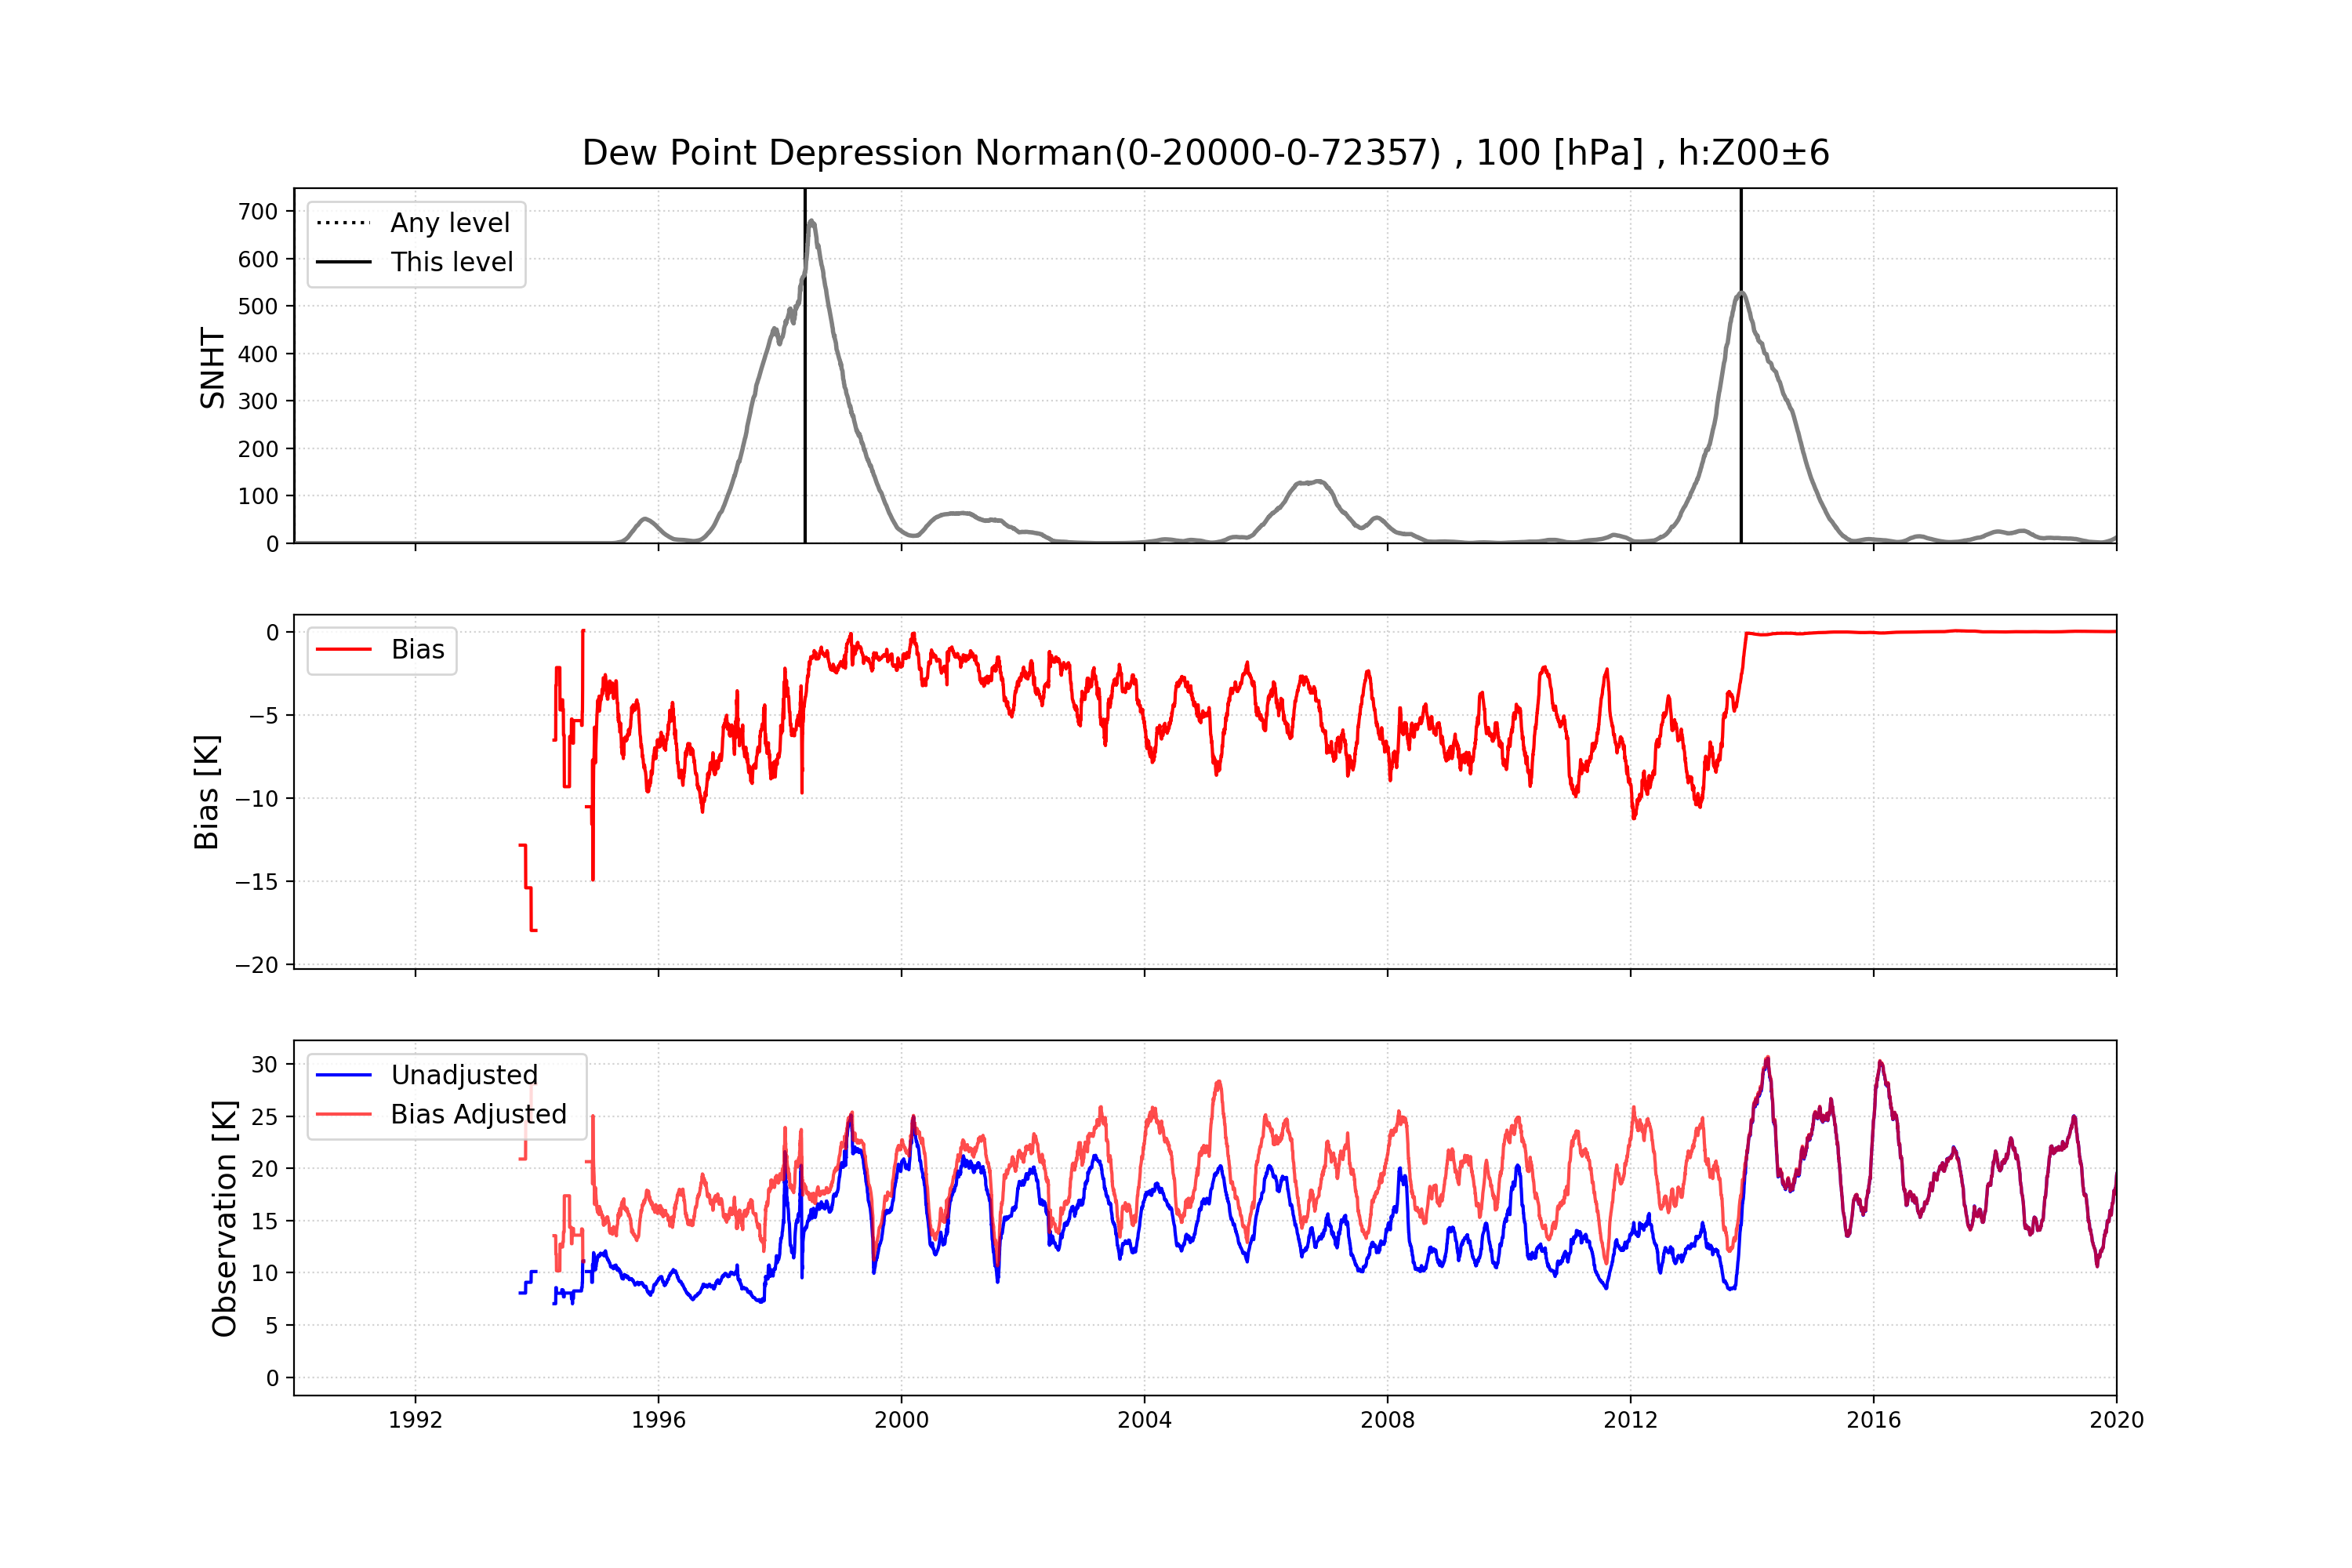 Dew Point Depression Norman(0-20000-0-72357) , 100 [hPa] , h:Z00±6
SNHT
700
600
500
400
300
200
100
0
Any level
This level
Bias [K]
0
−5
−10
−15
−20
Bias
Observation [K]
30
25
20
15
10
5
0
Unadjusted
Bias Adjusted
1992 1996 2000 2004 2008 2012 2016 2020